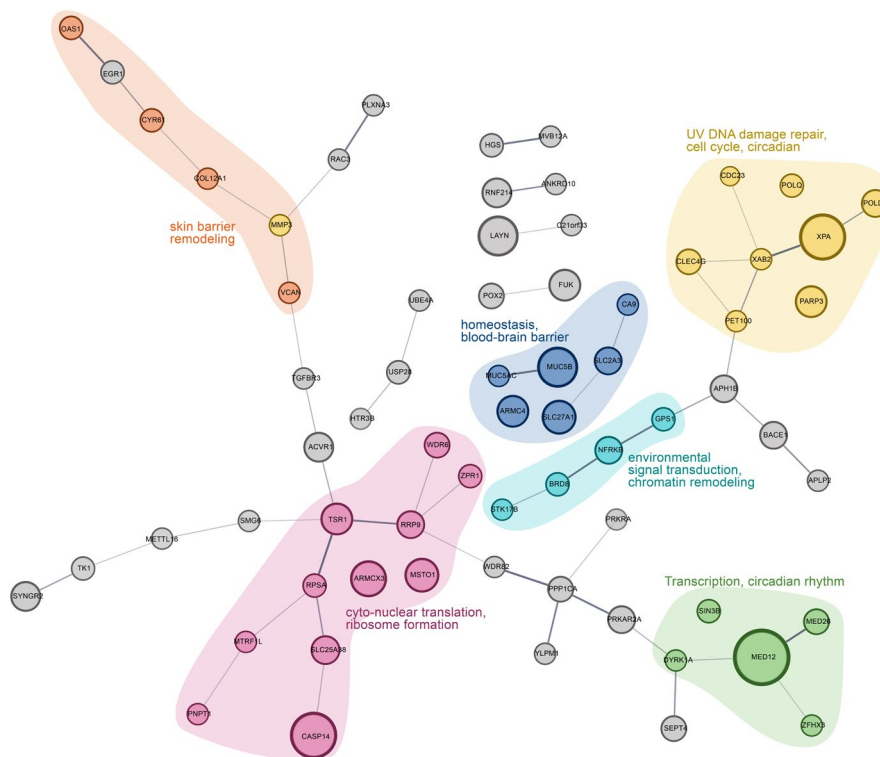 OAS1
EGR1
CYR61
PLXNA3
RAC3
COL12A1
MMP3
skin barrier
remodeling
VCAN
HGS
MVB12A
RNF214
ANKRD10
LAYN
C21orf33
POX2
FUK
UV DNA damage repair,
cell cycle, circadian
CDC23
POLQ
POLD
XPA
CLEC4G
XAB2
PARP3
PET100
UBE4A
USP28
HTR3B
TGFBR3
ACVR1
homeostasis,
blood-brain barrier
CA9
MUC5AC
MUC5B
SLC2A3
ARMC4
SLC27A1
APH1B
BACE1
APLP2
GPS1
NFRKB
BRD8
STK17B
environmental
signal transduction,
chromatin remodeling
WDR6
ZPR1
TSR1
RRP9
SMG6
METTL16
TK1
SYNGR2
RPSA
ARMCX3
MSTO1
cyto-nuclear translation,
ribosome formation
MTRF1L
SLC25A38
PNPT1
CASP14
PRKRA
WDR82
PPP1CA
PRKAR2A
YLPM1
Transcription, circadian rhythm
SIN3B
MED26
DYRK1A
MED12
SEPT4
ZFHX3